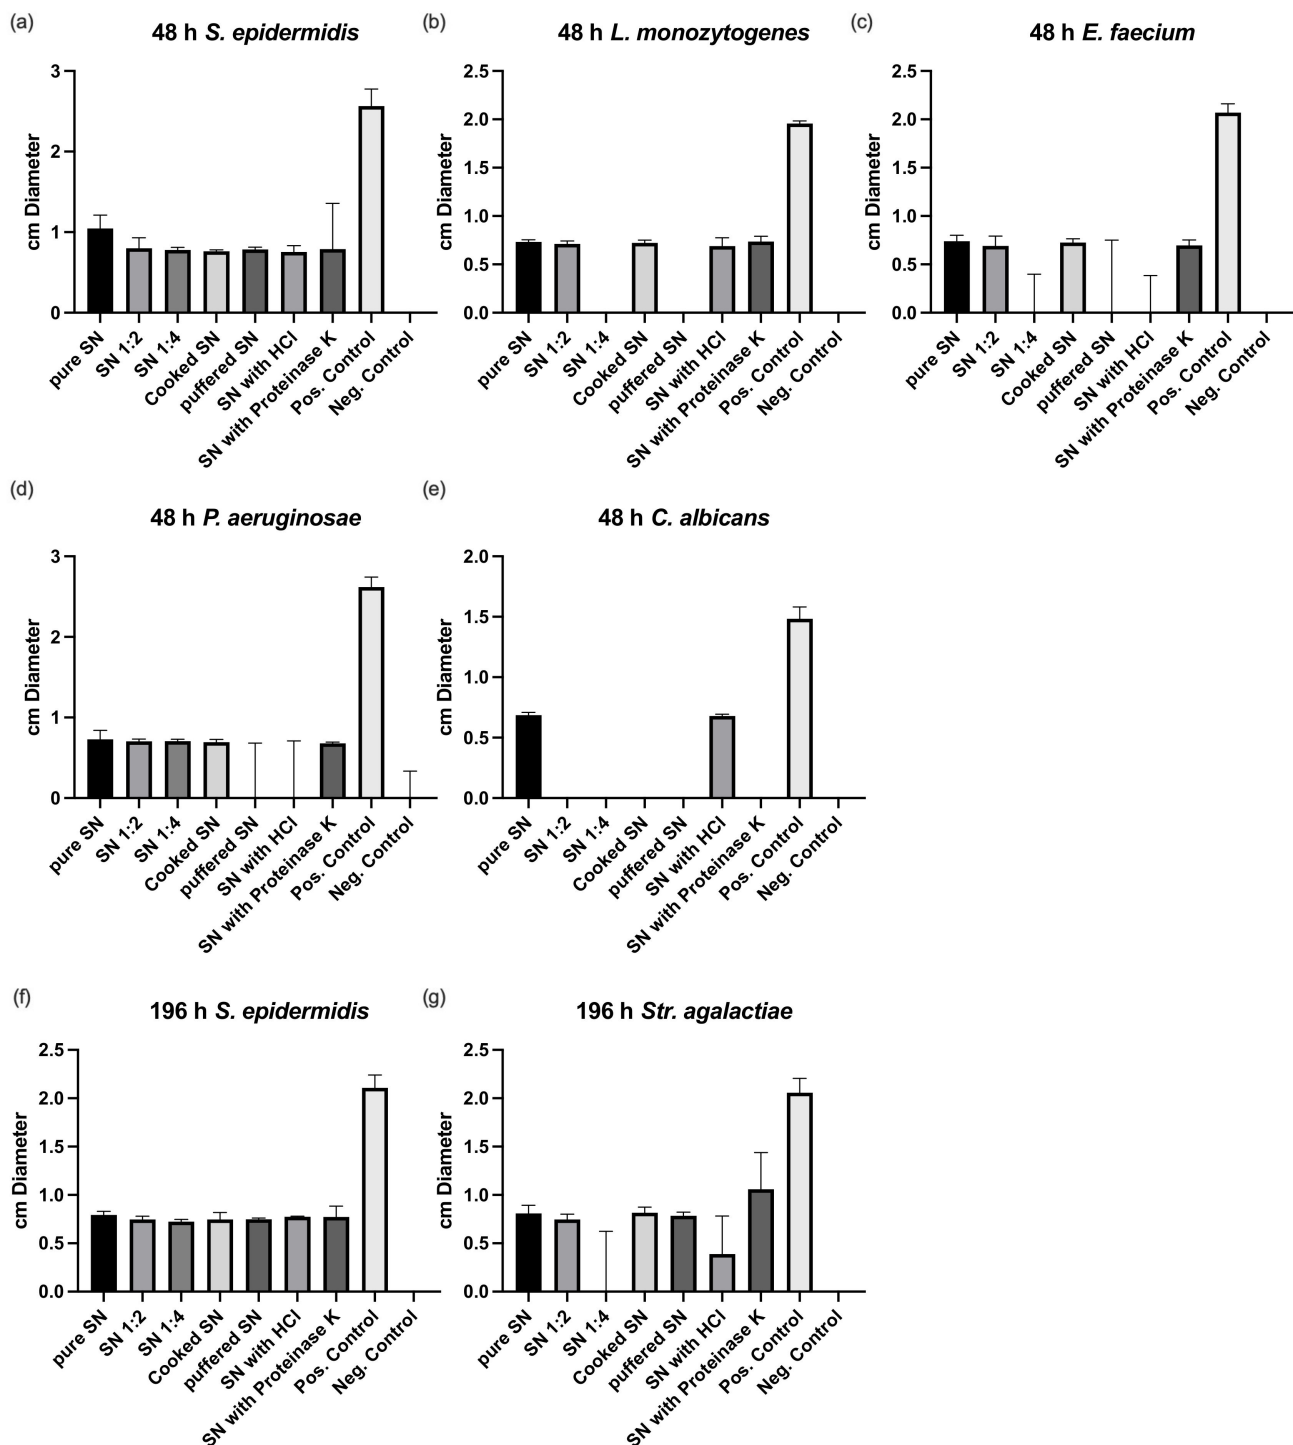 (a)
48 h S. epidermidis
3
2
1
0
cm Diameter
pure SN
SN 1:2
SN 1:4
Cooked SN
puffered SN
SN with HCl
SN with Proteinase K
Pos. Control
Neg. Control
(b)
48 h L. monozytogenes
2.5
2.0
1.5
1.0
0.5
0.0
cm Diameter
pure SN
SN 1:2
SN 1:4
Cooked SN
puffered SN
SN with HCl
SN with Proteinase K
Pos. Control
Neg. Control
(c)
48 h E. faecium
2.5
2.0
1.5
1.0
0.5
0.0
cm Diameter
pure SN
SN 1:2
SN 1:4
Cooked SN
puffered SN
SN with HCl
SN with Proteinase K
Pos. Control
Neg. Control
(d)
48 h P. aeruginosae
3
2
1
0
cm Diameter
pure SN
SN 1:2
SN 1:4
Cooked SN
puffered SN
SN with HCl
SN with Proteinase K
Pos. Control
Neg. Control
(e)
48 h C. albicans
2.0
1.5
1.0
0.5
0.0
cm Diameter
pure SN
SN 1:2
SN 1:4
Cooked SN
puffered SN
SN with HCl
SN with Proteinase K
Pos. Control
Neg. Control
(f)
196 h S. epidermidis
2.5
2.0
1.5
1.0
0.5
0.0
cm Diameter
pure SN
SN 1:2
SN 1:4
Cooked SN
puffered SN
SN with HCl
SN with Proteinase K
Pos. Control
Neg. Control
(g)
196 h Str. agalactiae
2.5
2.0
1.5
1.0
0.5
0.0
cm Diameter
pure SN
SN 1:2
SN 1:4
Cooked SN
puffered SN
SN with HCl
SN with Proteinase K
Pos. Control
Neg. Control